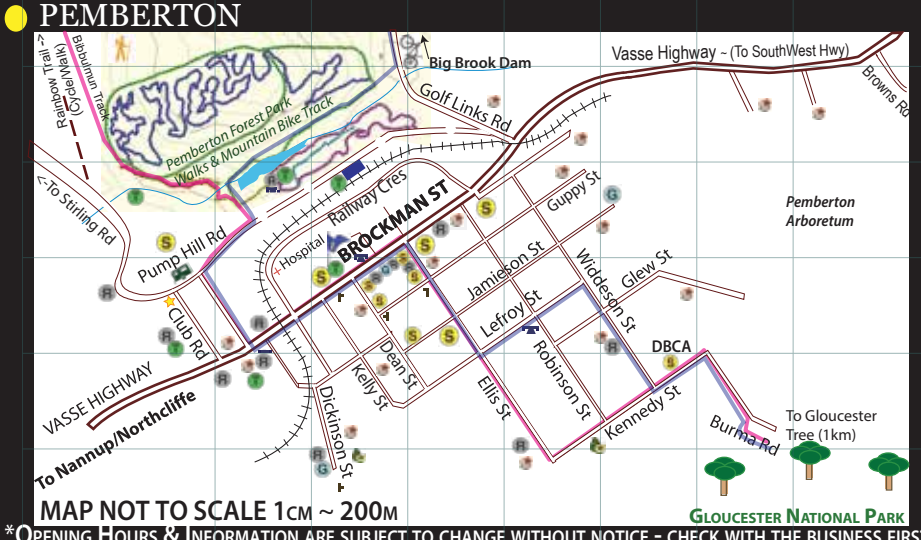 PEMBERTON
Rainbow Trail ->
(Cycle/Walk)
Bibbulmun Track
Big Brook Dam
Vasse Highway ~ (To SouthWest Hwy)
Browns Rd
Golf Links Rd
Pemberton Forest Park
Walks & Mountain Bike Track
T
R
T
T
<-To Stirling Rd
Railway Cres
Guppy St
G
Pemberton
Arboretum
S
Pump Hill Rd
Hospital
BROCKMAN ST
S
R
S
Jamieson St
Widdeson St
Glew St
R
S
T
G
S
Club Rd
R
R
T
Lefroy St
S
S
Robinson St
R
DBCA
S
VASSE HIGHWAY
R
R
T
R
Dean St
Kelly St
Ellis St
Kennedy St
Burma Rd
To Gloucester
Tree (1km)
To Nannup/Northcliffe
Dickinson St
R
G
R
MAP NOT TO SCALE 1CM ~ 200M
GLOUCESTER NATIONAL PARK
*OPENING HOURS & INFORMATION ARE SUBJECT TO CHANGE WITHOUT NOTICE - CHECK WITH THE BUSINESS FIRS